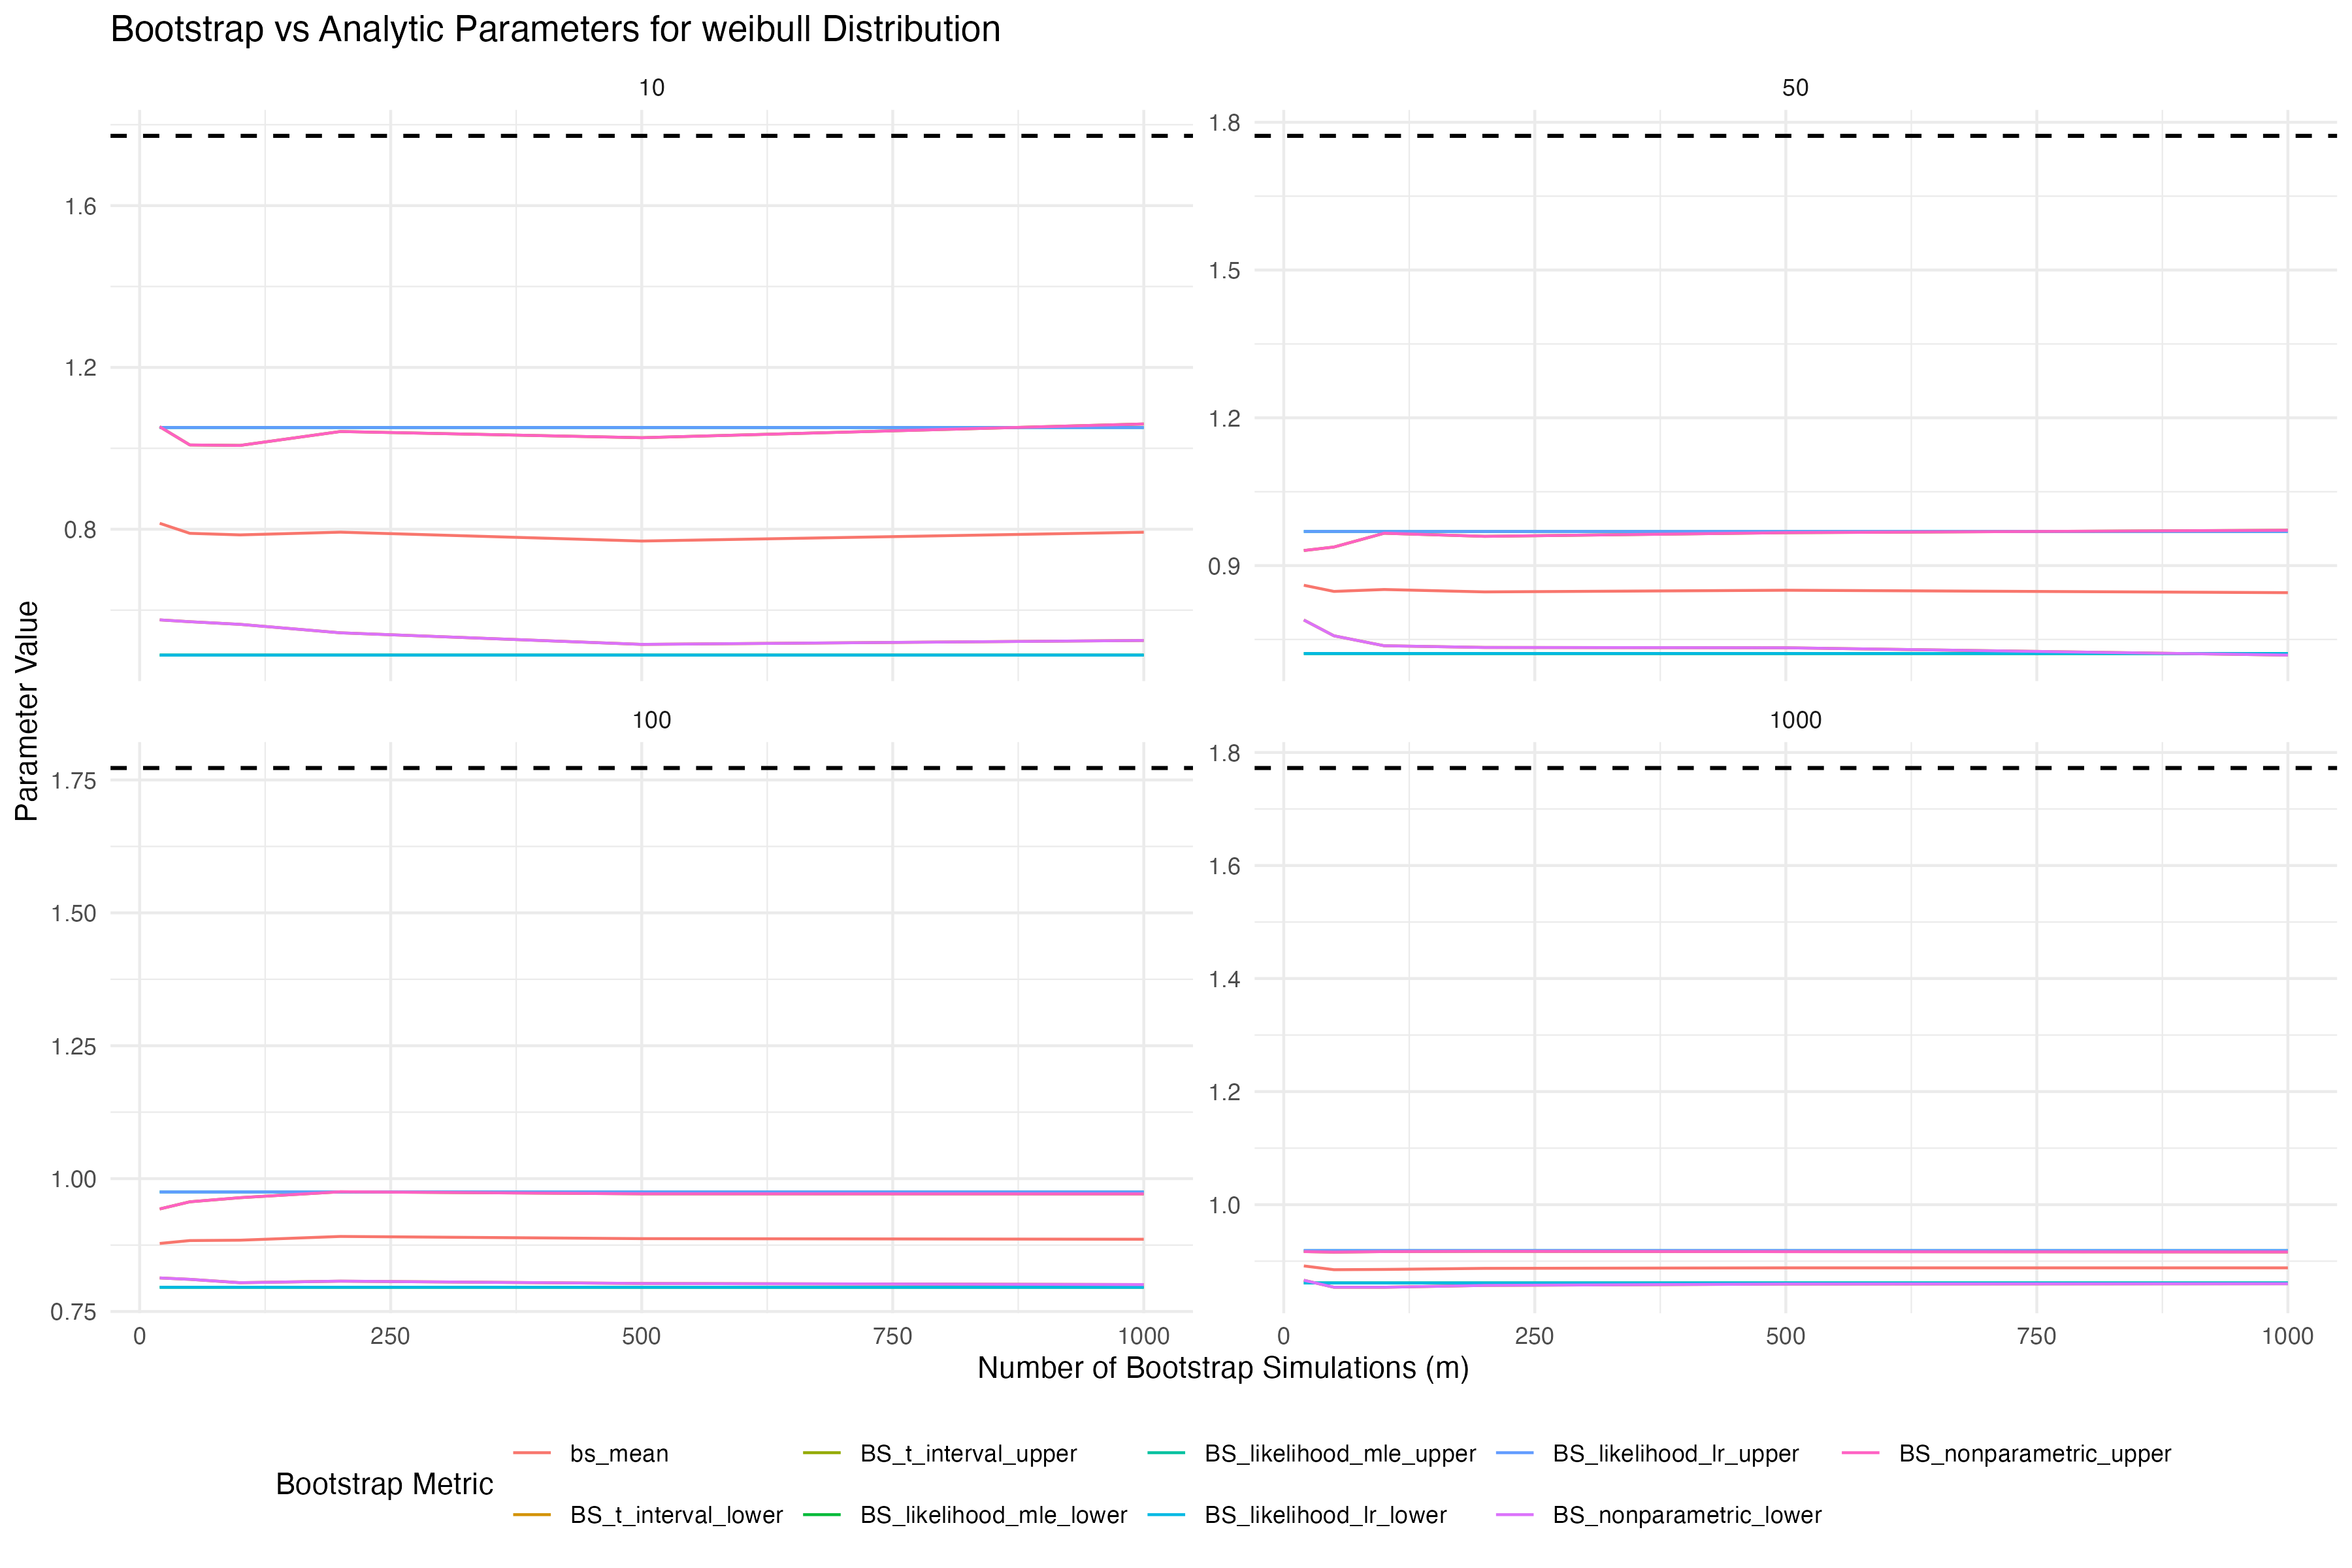 Bootstrap vs Analytic Parameters for weibull Distribution
10
50
1.6
1.2
0.8
1.8
1.5
1.2
0.9
Parameter Value
100
1000
1.75
1.50
1.25
1.00
0.75
1.8
1.6
1.4
1.2
1.0
0 250 500 750 1000
0 250 500 750 1000
Number of Bootstrap Simulations (m)
Bootstrap Metric
bs_mean BS_t_interval_upper BS_likelihood_mle_upper BS_likelihood_lr_upper BS_nonparametric_upper
BS_t_interval_lower BS_likelihood_mle_lower BS_likelihood_lr_lower BS_nonparametric_lower